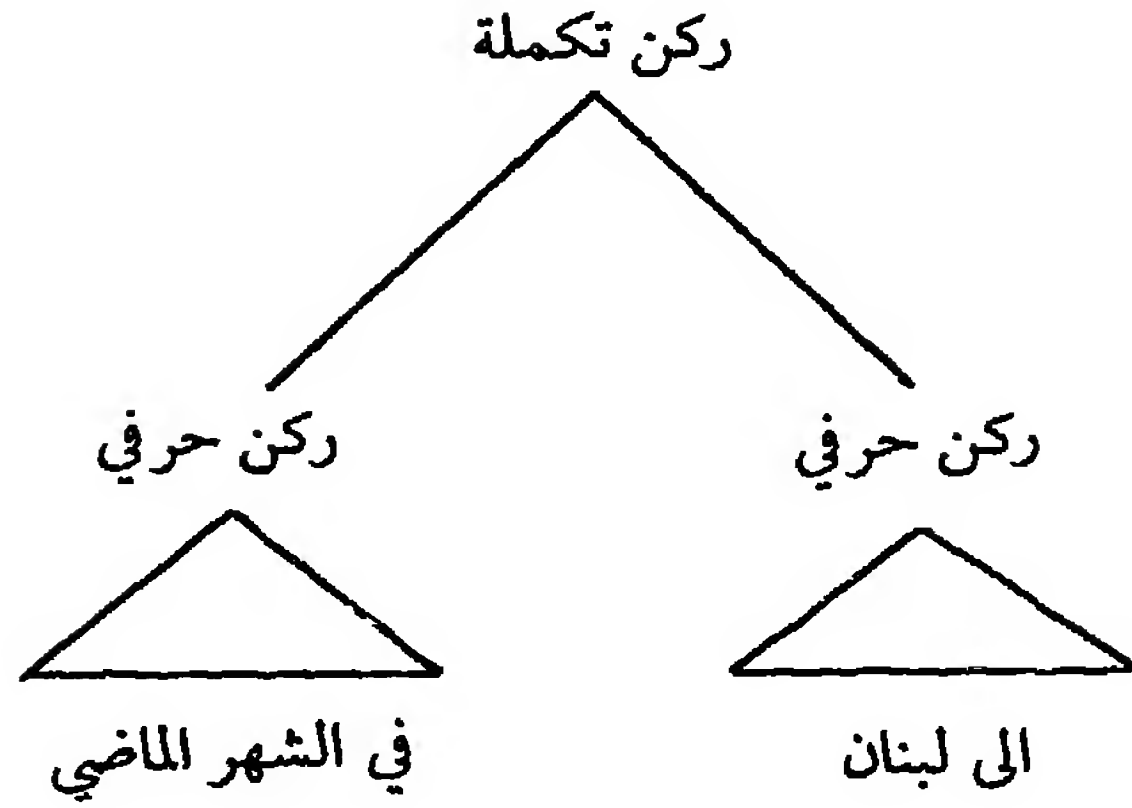 ركن تكملة
ركن حرفي
ركن حرفي
الى لبنان
في الشهر الماضي